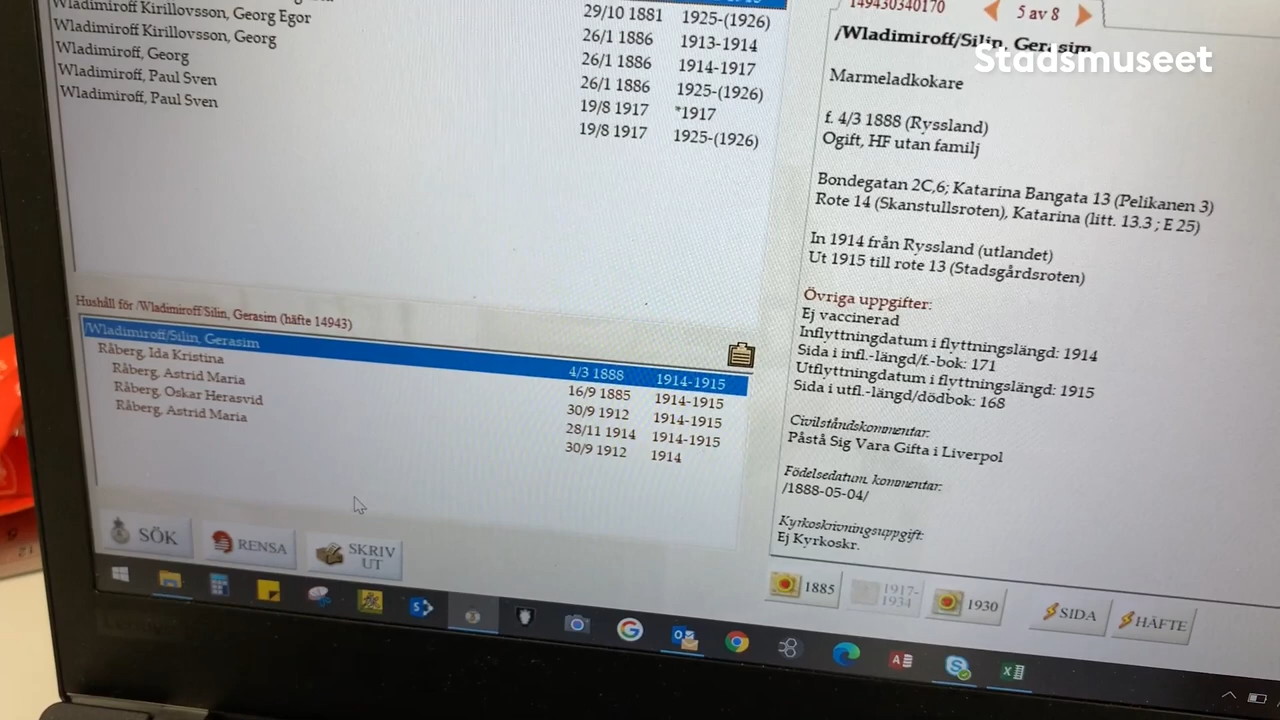 Wladimiroff Kirillovsson, Georg Egor
Wladimiroff Kirillovsson, Georg
Wladimiroff, Georg
Wladimiroff, Paul Sven
Wladimiroff, Paul Sven
29/10 1881 1925-(1926)
26/1 1886 1913-1914
26/1 1886 1914-1917
26/1 1886 1925-(1926)
19/8 1917 *1917
19/8 1917 1925-(1926)
Hushåll för /Wladimiroff/Silin, Gerasim (häfte 14943)
/Wladimiroff/Silin, Gerasim 4/3 1888 1914-1915
Råberg, Ida Kristina 16/9 1885 1914-1915
Råberg, Astrid Maria 30/9 1912 1914-1915
Råberg, Oskar Herasvid 28/11 1914 1914-1915
Råberg, Astrid Maria 30/9 1912 1914
SÖK
RENSA
SKRIV
UT
149430340170
5 av 8
/Wladimiroff/Silin, Gerasim
Stadsmuseet
Marmeladkokare
f. 4/3 1888 (Ryssland)
Ogift, HF utan familj
Bondegatan 2C,6; Katarina Bangata 13 (Pelikanen 3)
Rote 14 (Skanstullsroten), Katarina (litt. 13.3 ; E 25)
In 1914 från Ryssland (utlandet)
Ut 1915 till rote 13 (Stadsgårdsroten)
Övriga uppgifter:
Ej vaccinerad
Inflyttningdatum i flyttningslängd: 1914
Sida i infl.-längd/f.-bok: 171
Utflyttningdatum i flyttningslängd: 1915
Sida i utfl.-längd/dödbok: 168
Civilståndskommentar:
Påstå Sig Vara Gifta i Liverpol
Födelsedatum, kommentar:
/1888-05-04/
Kyrkoskrivningsuppgift:
Ej Kyrkoskr.
1885
1917-
1934
1930
SIDA
HÄFTE